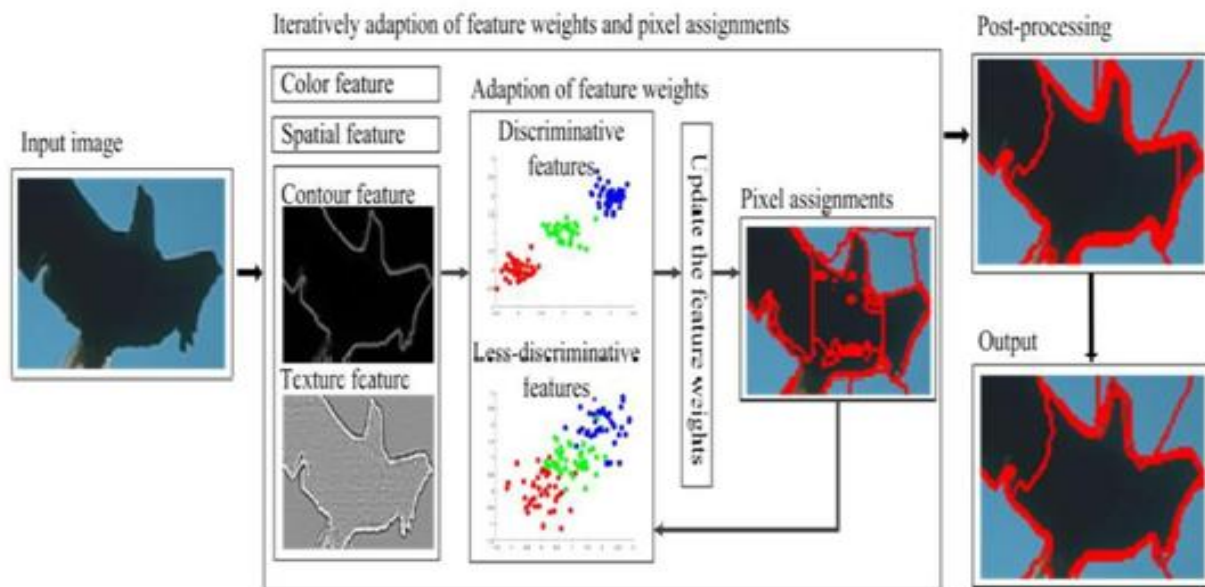 Iteratively adaption of feature weights and pixel assignments
Post-processing
Color feature
Adaption of feature weights
Spatial feature
Discriminative
features
Input image
Contour feature
Update the feature weights
Pixel assignments
Less-discriminative
features
Output
Texture feature